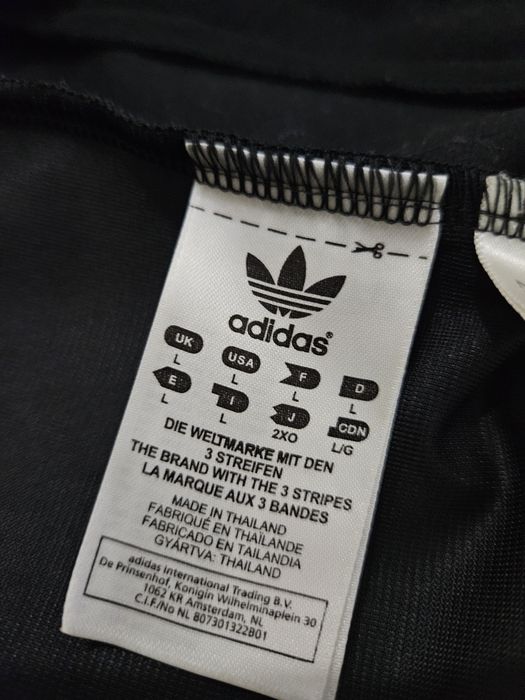 adidas®
UK USA F D
L L L L
E I J CDN
L L 2XO L/G
DIE WELTMARKE MIT DEN
3 STREIFEN
THE BRAND WITH THE 3 STRIPES
LA MARQUE AUX 3 BANDES
MADE IN THAILAND
FABRIQUÉ EN THAÏLANDE
FABRICADO EN TAILANDIA
GYÁRTVA: THAILAND
adidas International Trading B.V.
De Prinsenhof, Konigin Wilhelminaplein 30
1062 KR Amsterdam, NL
C.I.F./No NL B07301322B01